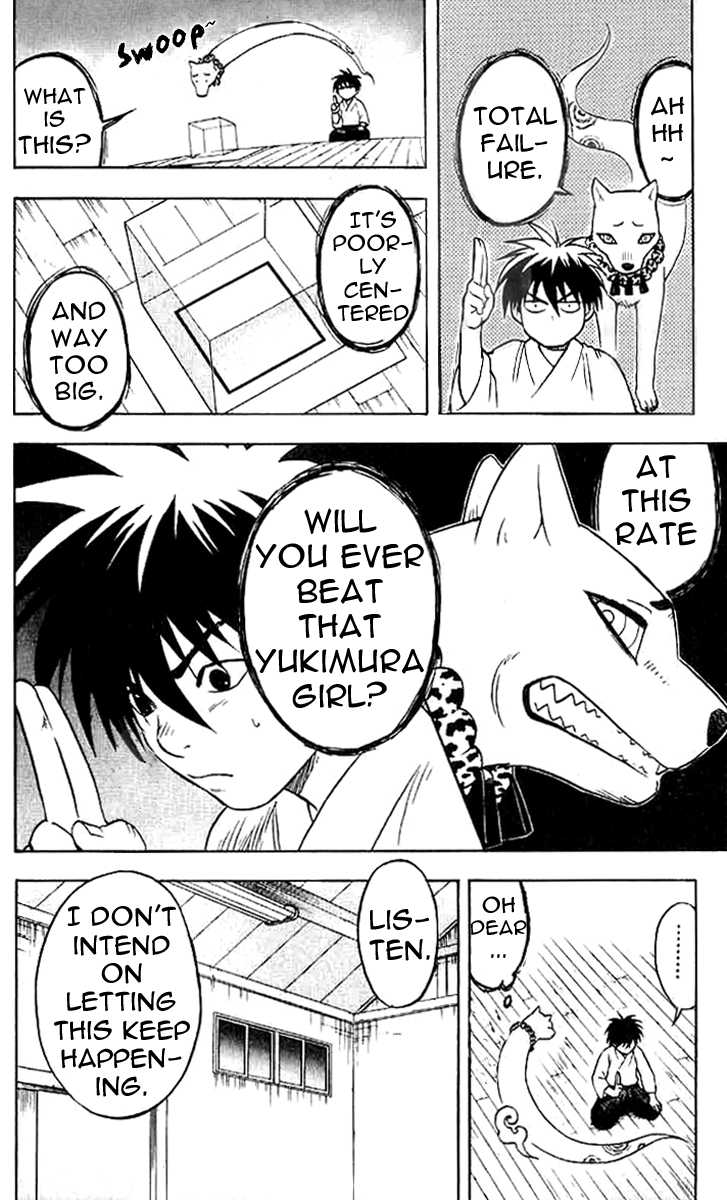 AH
HH
~
TOTAL
FAIL-
URE.
SWOOP~
WHAT
IS
THIS?
IT'S
POOR-
LY
CEN-
TERED
AND
WAY
TOO
BIG.
AT
THIS
RATE
WILL
YOU EVER
BEAT
THAT
YUKIMURA
GIRL?
.........
OH
DEAR
...
LIS-
TEN.
I DON'T
INTEND
ON
LETTING
THIS KEEP
HAPPEN-
ING.